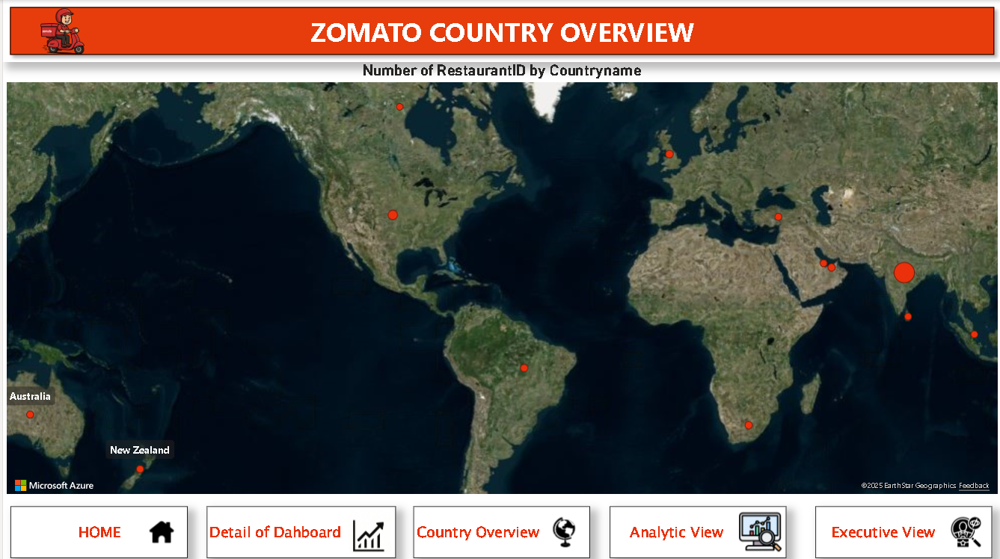 ZOMATO COUNTRY OVERVIEW
Number of RestaurantID by Countryname
Australia
New Zealand
Microsoft Azure
©2025 EarthStar Geographics Feedback
HOME
Detail of Dahboard
Country Overview
Analytic View
Executive View